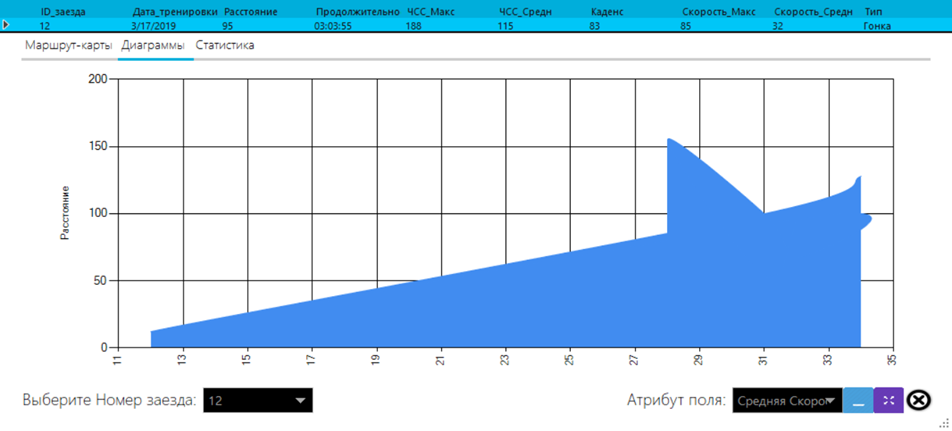 ID_заезда Дата_тренировки Расстояние Продолжительно ЧСС_Макс ЧСС_Средн Каденс Скорость_Макс Скорость_Средн Тип
12 3/17/2019 95 03:03:55 188 115 83 85 32 Гонка
Маршрут-карты Диаграммы Статистика
200
150
100
50
0
Расстояние
11 13 15 17 19 21 23 25 27 29 31 33 35
Выберите Номер заезда: 12 Атрибут поля: Средняя Скоро